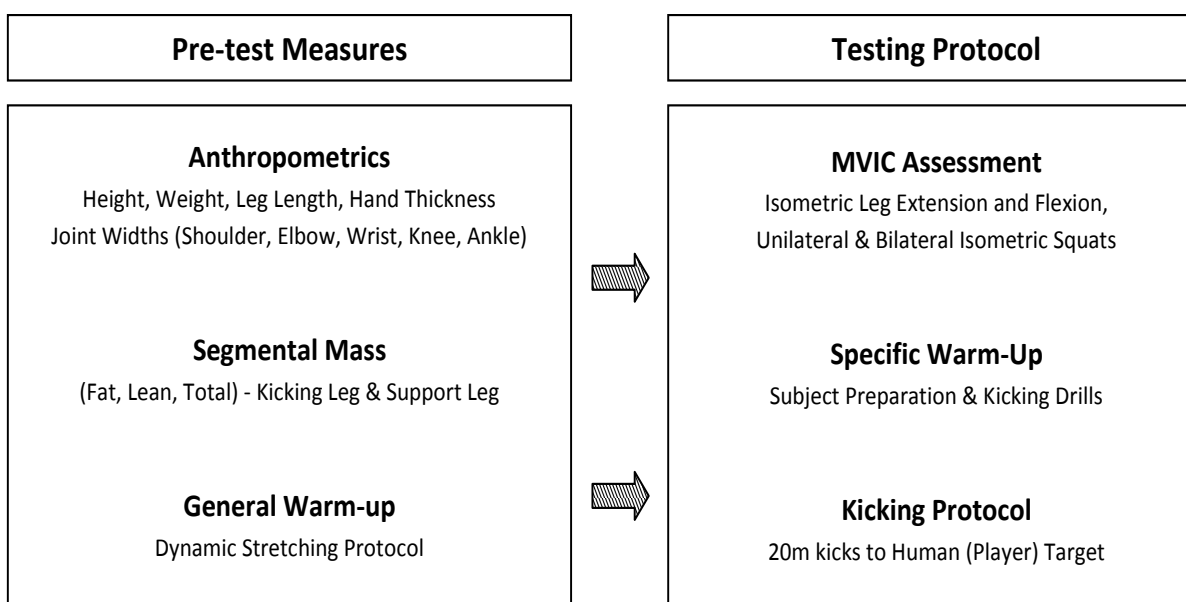 Pre-test Measures
Anthropometrics
Height, Weight, Leg Length, Hand Thickness
Joint Widths (Shoulder, Elbow, Wrist, Knee, Ankle)
Segmental Mass
(Fat, Lean, Total) - Kicking Leg & Support Leg
General Warm-up
Dynamic Stretching Protocol
Testing Protocol
MVIC Assessment
Isometric Leg Extension and Flexion,
Unilateral & Bilateral Isometric Squats
Specific Warm-Up
Subject Preparation & Kicking Drills
Kicking Protocol
20m kicks to Human (Player) Target